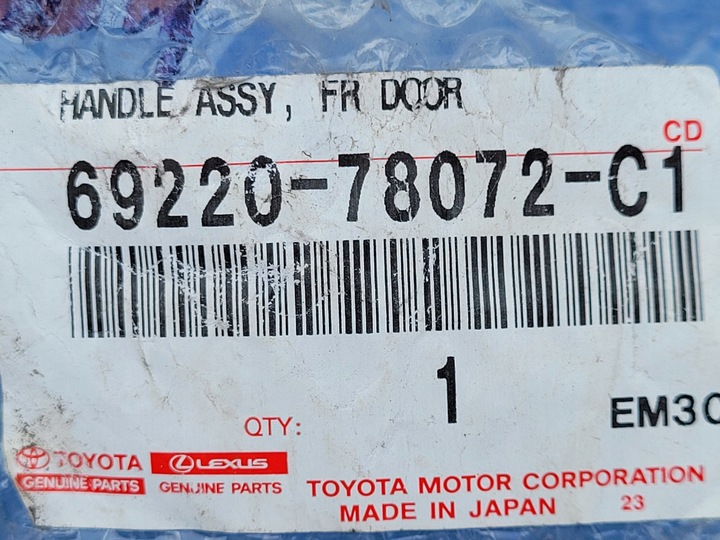 HANDLE ASSY, FR DOOR
CD
69220-78072-C1
1
QTY:
EM3
TOYOTA LEXUS
GENUINE PARTS GENUINE PARTS
TOYOTA MOTOR CORPORATION
MADE IN JAPAN 23